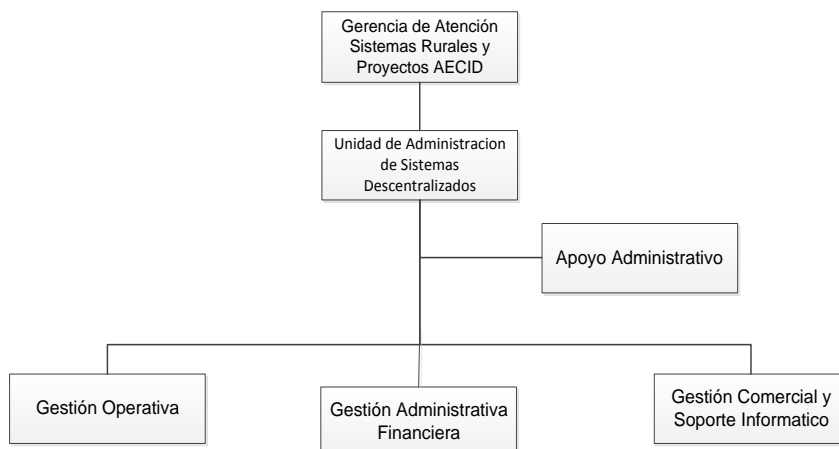 Gerencia de Atención
Sistemas Rurales y
Proyectos AECID
Unidad de Administracion
de Sistemas
Descentralizados
Apoyo Administrativo
Gestión Operativa
Gestión Administrativa
Financiera
Gestión Comercial y
Soporte Informatico